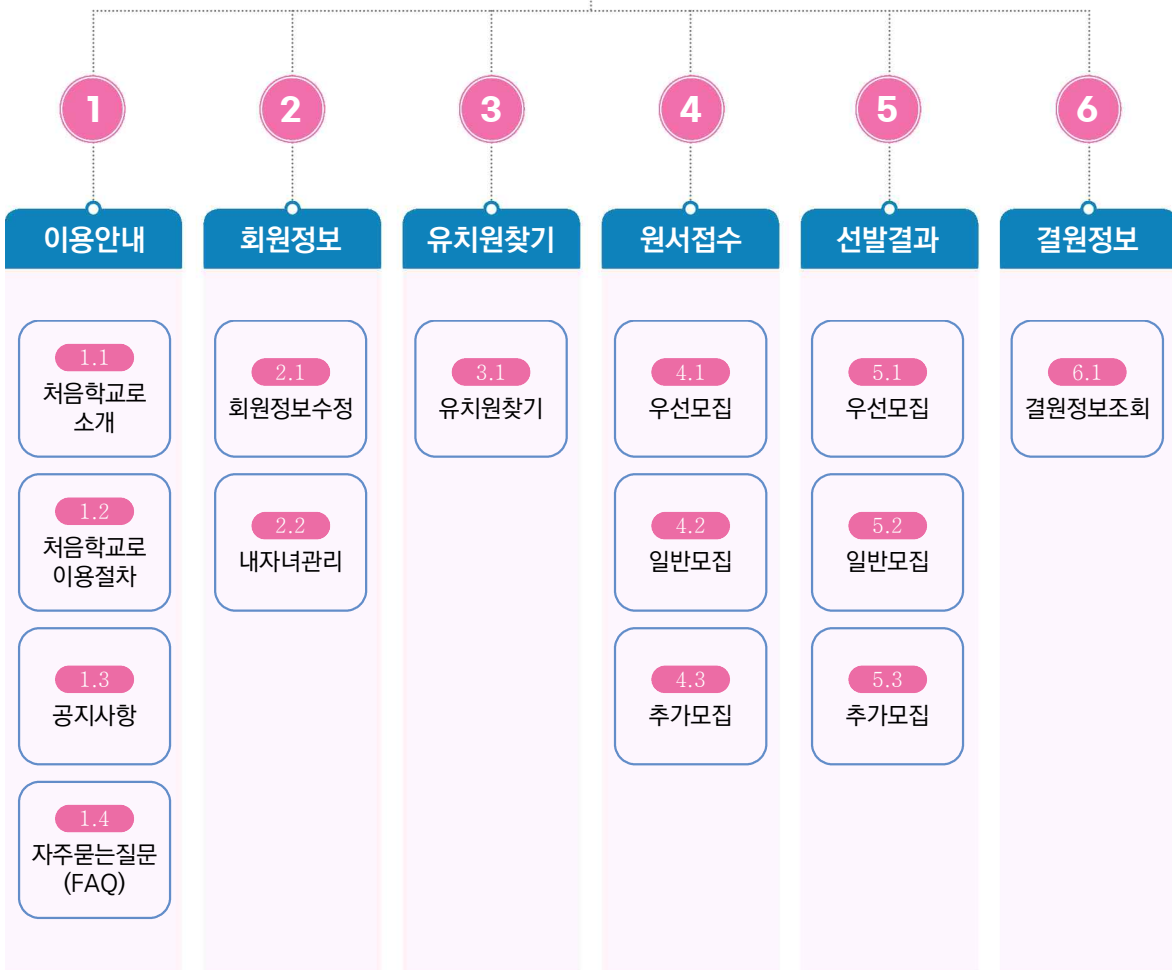 1
2
3
4
5
6
이용안내
회원정보
유치원찾기
원서접수
선발결과
결원정보
1.1
처음학교로
소개
1.2
처음학교로
이용절차
1.3
공지사항
1.4
자주묻는질문
(FAQ)
2.1
회원정보수정
2.2
내자녀관리
3.1
유치원찾기
4.1
우선모집
4.2
일반모집
4.3
추가모집
5.1
우선모집
5.2
일반모집
5.3
추가모집
6.1
결원정보조회